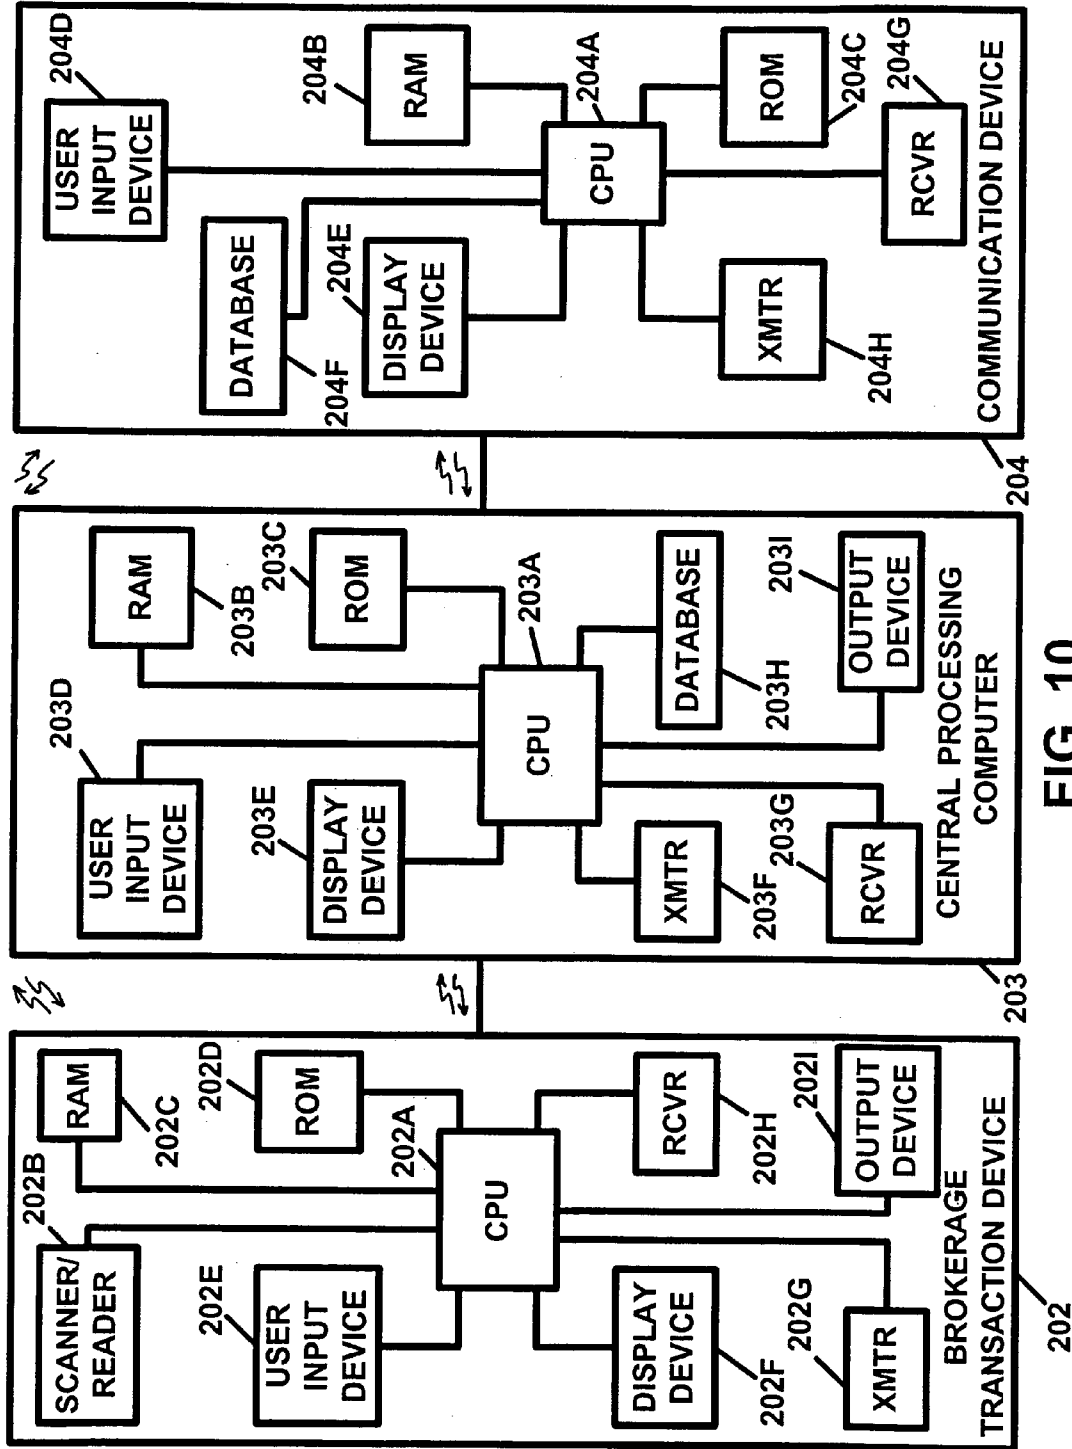 202B
SCANNER/
READER
RAM
202C
202E
USER
INPUT
DEVICE
202D
ROM
202A
CPU
DISPLAY
DEVICE
202F
RCVR
202H
202G
XMTR
202I
OUTPUT
DEVICE
BROKERAGE
TRANSACTION DEVICE
202
203D
USER
INPUT
DEVICE
RAM
203B
203E
DISPLAY
DEVICE
203C
ROM
203A
CPU
XMTR
203F
DATABASE
203H
203G
RCVR
203I
OUTPUT
DEVICE
CENTRAL PROCESSING
COMPUTER
203
204D
USER
INPUT
DEVICE
DATABASE
204F
204B
RAM
204E
DISPLAY
DEVICE
204A
CPU
XMTR
204H
ROM
204C
204G
RCVR
COMMUNICATION DEVICE
204
FIG. 10